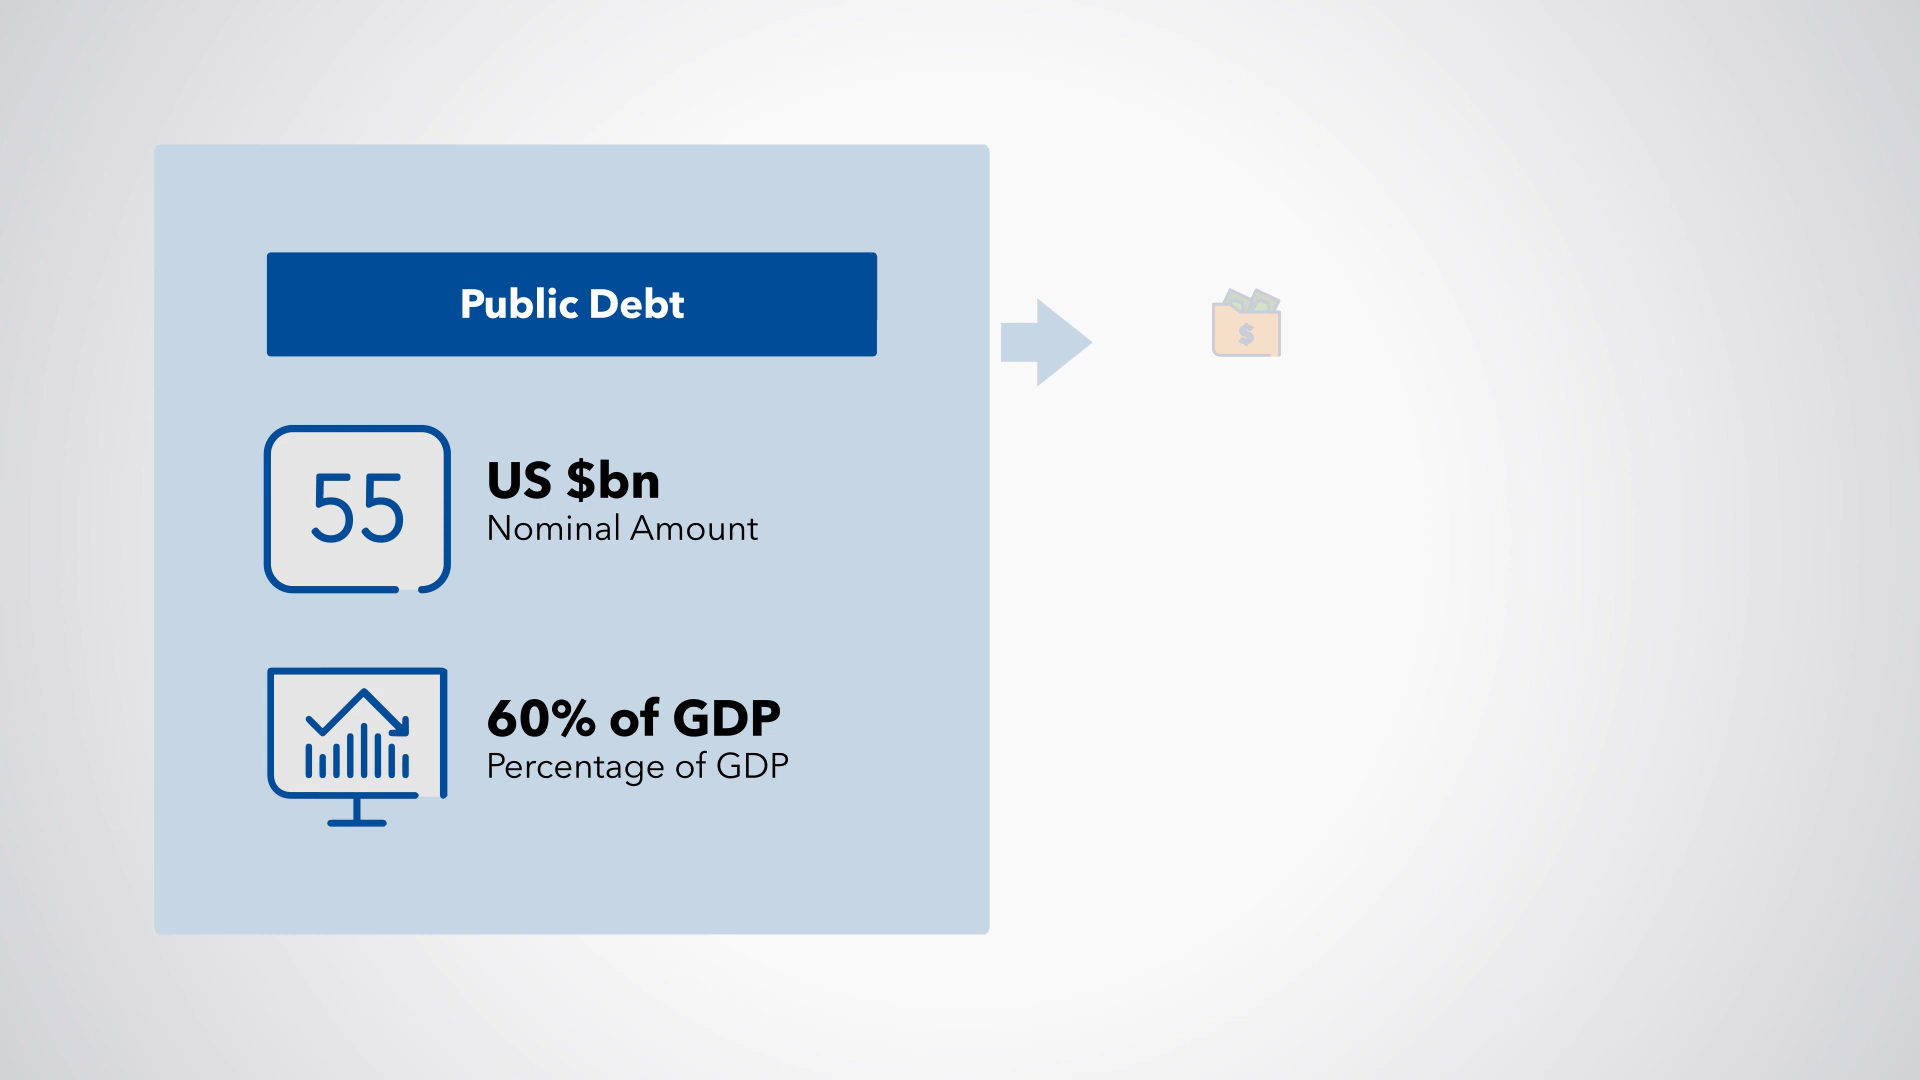 Public Debt
55
US $bn
Nominal Amount
60% of GDP
Percentage of GDP
$